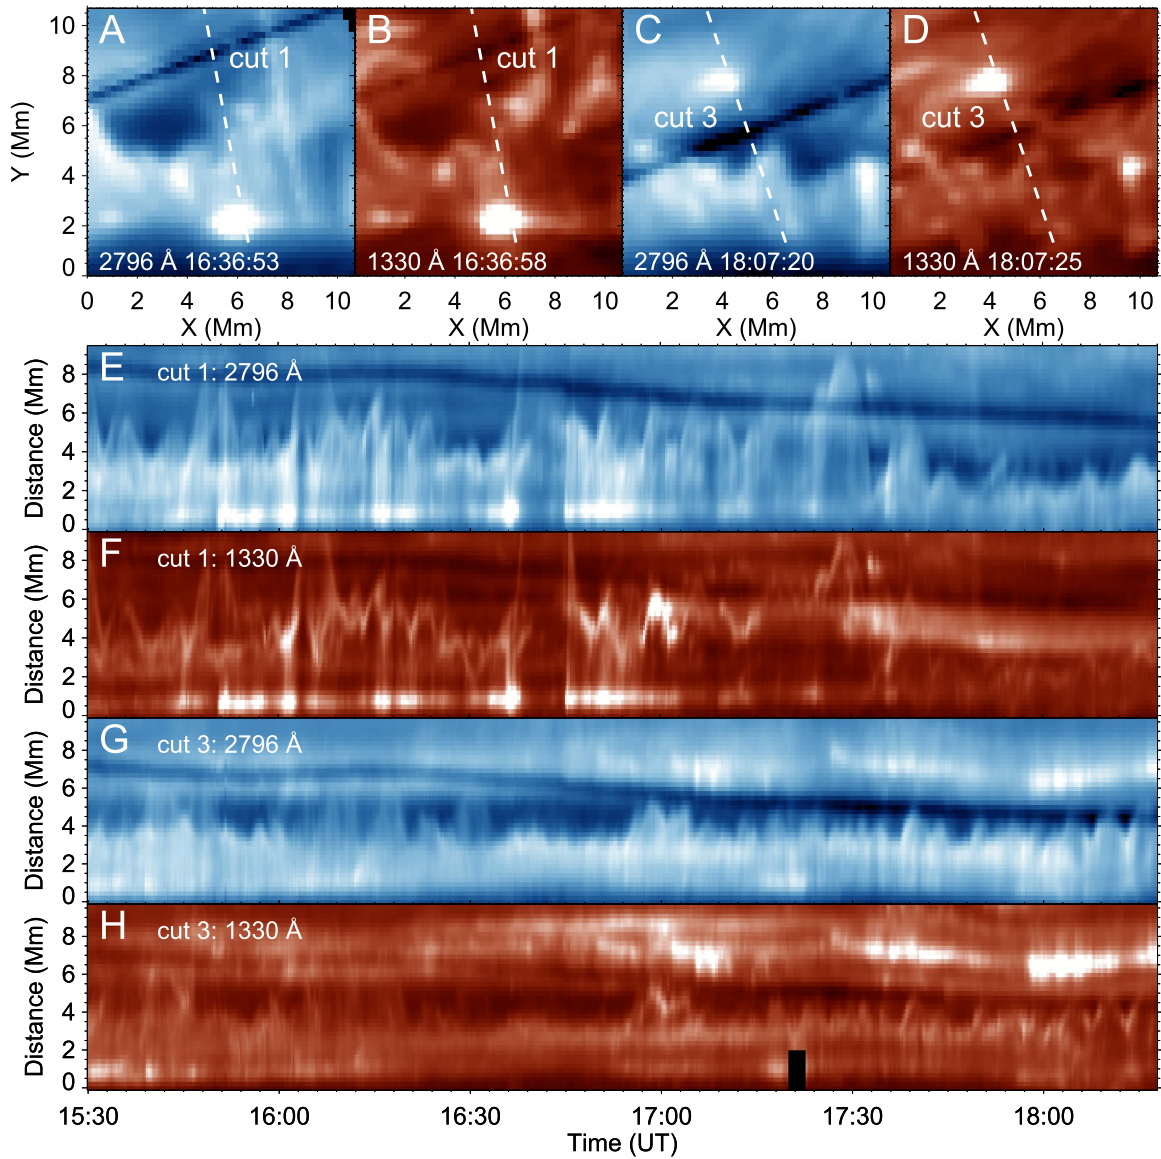 A
B
C
D
cut 1
cut 1
cut 3
cut 3
2796 Å 16:36:53
1330 Å 16:36:58
2796 Å 18:07:20
1330 Å 18:07:25
Y (Mm)
10
8
6
4
2
0
0 2 4 6 8 10 2 4 6 8 10 2 4 6 8 10 2 4 6 8 10
X (Mm) X (Mm) X (Mm) X (Mm)
E cut 1: 2796 Å
Distance (Mm)
8
6
4
2
0
F cut 1: 1330 Å
Distance (Mm)
8
6
4
2
0
G cut 3: 2796 Å
Distance (Mm)
8
6
4
2
0
H cut 3: 1330 Å
Distance (Mm)
8
6
4
2
0
15:30 16:00 16:30 17:00 17:30 18:00
Time (UT)